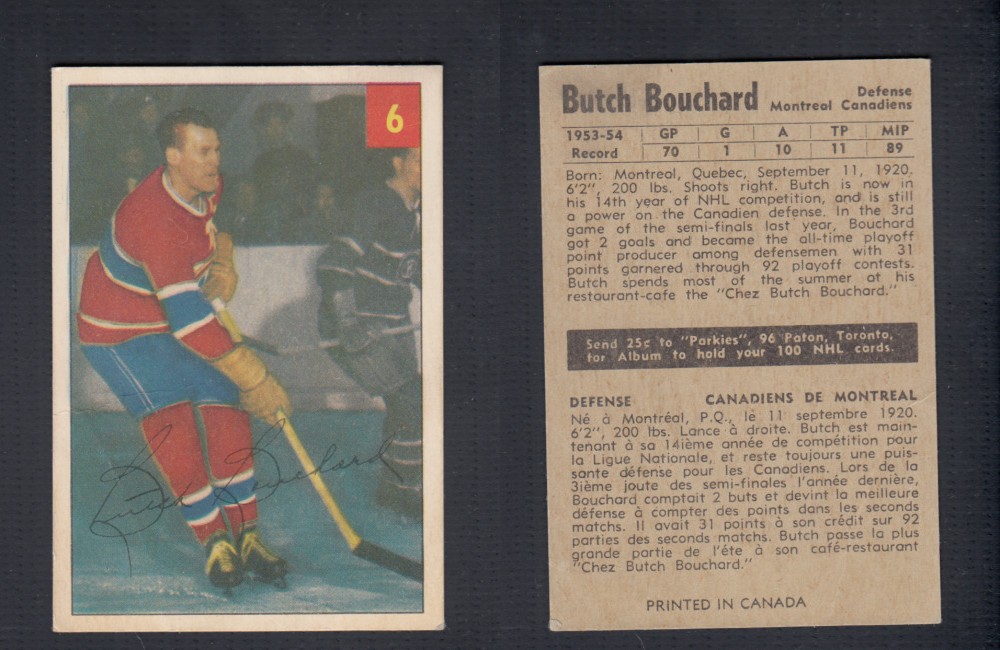 6
Butch Bouchard
Butch Bouchard Defense
Montreal Canadiens
1953-54 GP G A TP MIP
Record 70 1 10 11 89
Born: Montreal, Quebec, September 11, 1920.
6'2", 200 lbs. Shoots right. Butch is now in
his 14th year of NHL competition, and is still
a power on the Canadien defense. In the 3rd
game of the semi-finals last year, Bouchard
got 2 goals and became the all-time playoff
point producer among defensemen with 31
points garnered through 92 playoff contests.
Butch spends most of the summer at his
restaurant-cafe the "Chez Butch Bouchard."
Send 25c to "Parkies", 96 Paton, Toronto,
for Album to hold your 100 NHL cards.
DEFENSE CANADIENS DE MONTREAL
Né à Montréal, P.Q., le 11 septembre 1920.
6'2", 200 lbs. Lance à droite. Butch est main-
tenant à sa 14ième année de compétition pour
la Ligue Nationale, et reste toujours une puis-
sante défense pour les Canadiens. Lors de la
3ième joute des semi-finales l'année dernière,
Bouchard comptait 2 buts et devint la meilleure
défense à compter des points dans les seconds
matchs. Il avait 31 points à son crédit sur 92
parties des seconds matchs. Butch passe la plus
grande partie de l'éte à son café-restaurant
"Chez Butch Bouchard."
PRINTED IN CANADA